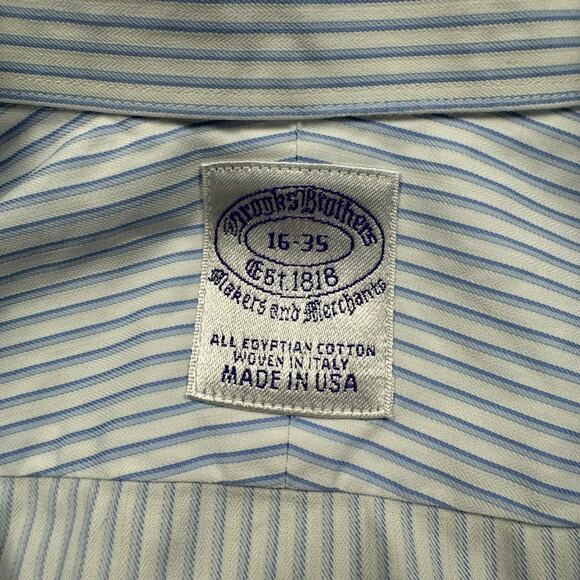 Brooks Brothers
16-35
Est. 1818
Makers and Merchants
ALL EGYPTIAN COTTON
WOVEN IN ITALY
MADE IN USA